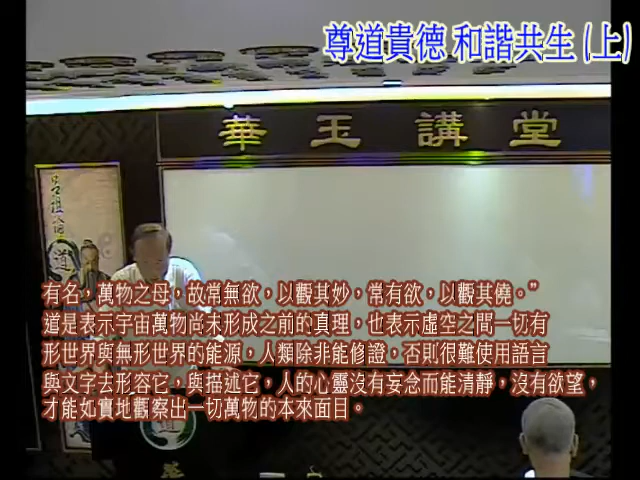 尊道貴德 和諧共生 (上)
華玉講堂
呂祖
道
有名，萬物之母，故常無欲，以觀其妙，常有欲，以觀其僥。”
道是表示宇宙萬物尚未形成之前的真理，也表示虛空之間一切有
形世界與無形世界的能源，人類除非能修證，否則很難使用語言
與文字去形容它，與描述它，人的心靈沒有妄念而能清靜，沒有欲望，
才能如實地觀察出一切萬物的本來面目。
道